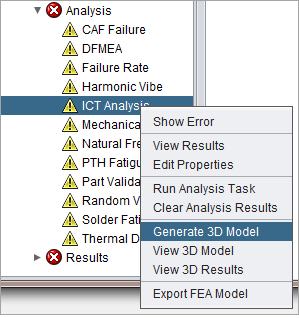 Analysis
CAF Failure
DFMEA
Failure Rate
Harmonic Vibe
ICT Analysis
Show Error
View Results
Edit Properties
Run Analysis Task
Clear Analysis Results
Generate 3D Model
View 3D Model
View 3D Results
Export FEA Model
Mechanica
Natural Fre
PTH Fatigu
Part Valida
Random V
Solder Fati
Thermal D
Results